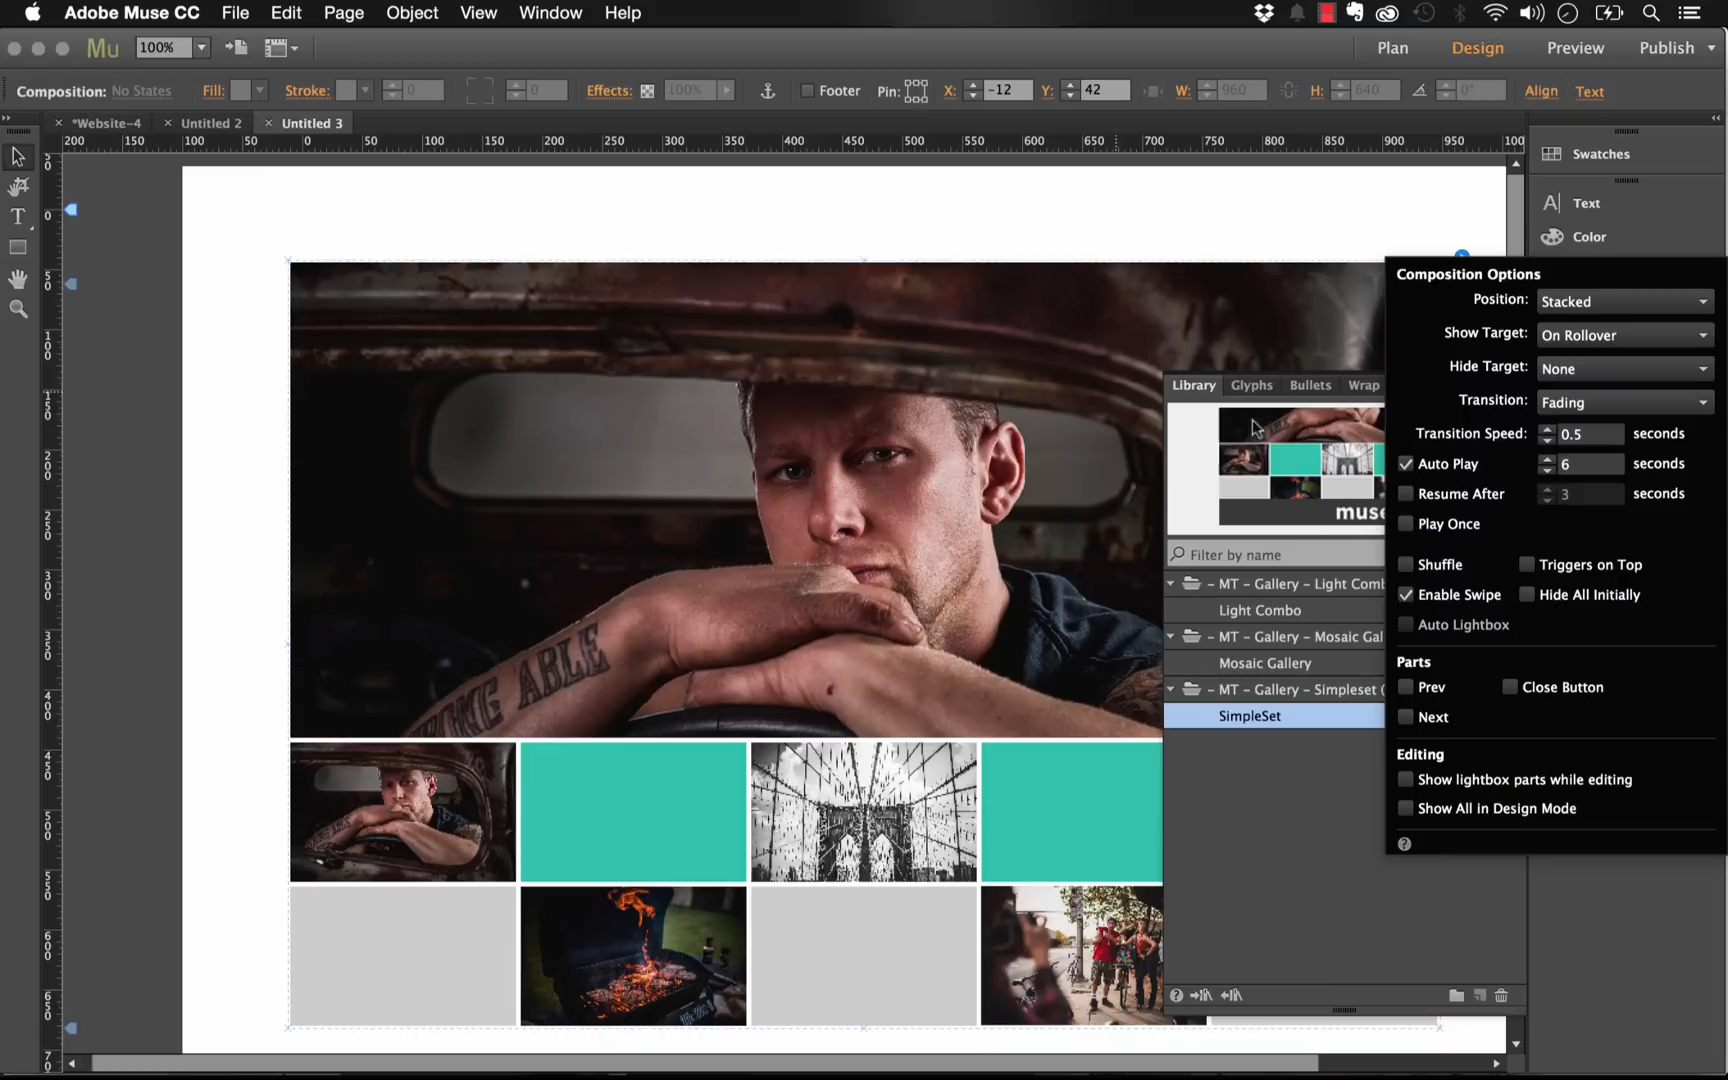 Adobe Muse CC File Edit Page Object View Window Help
Mu 100% Plan Design Preview Publish
Composition: No States Fill: Stroke: 0 0 Effects: 100% Footer Pin: X: -12 Y: 42 W: 960 H: 640 0° Align Text
*Website-4 Untitled 2 Untitled 3
200 150 100 50 0 50 100 150 200 250 300 350 400 450 500 550 600 650 700 750 800 850 900 950 100
Swatches
Text
Color
Composition Options
Position: Stacked
Show Target: On Rollover
Hide Target: None
Transition: Fading
Transition Speed: 0.5 seconds
Auto Play 6 seconds
Resume After 3 seconds
Play Once
Shuffle Triggers on Top
Enable Swipe Hide All Initially
Auto Lightbox
Parts
Prev Close Button
Next
Editing
Show lightbox parts while editing
Show All in Design Mode
Library Glyphs Bullets Wrap
muse
Filter by name
- MT - Gallery - Light Comb
Light Combo
- MT - Gallery - Mosaic Gal
Mosaic Gallery
- MT - Gallery - Simpleset (
SimpleSet
ABLE
0
50
100
150
200
250
300
350
400
450
500
550
600
650